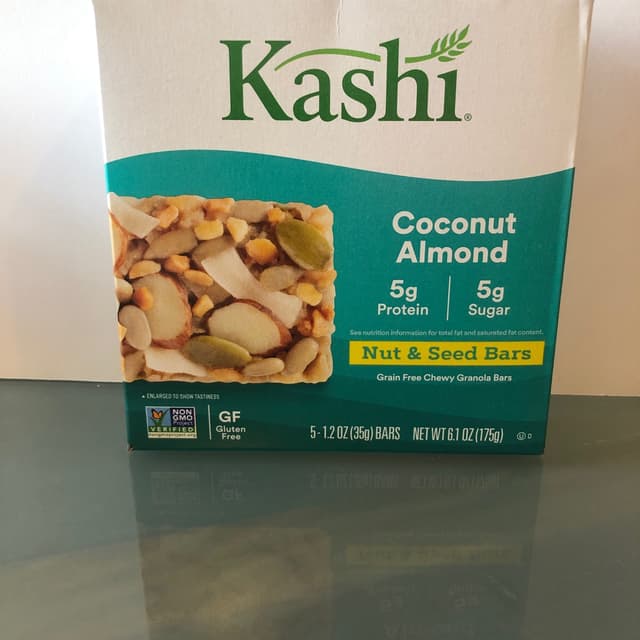 Kashi®
Coconut
Almond
5g
Protein
5g
Sugar
See nutrition information for total fat and saturated fat content.
Nut & Seed Bars
Grain Free Chewy Granola Bars
▲ ENLARGED TO SHOW TASTINESS
NON
GMO
Project
VERIFIED
nongmoproject.org
GF
Gluten
Free
5-1.2 OZ (35g) BARS NET WT 6.1 OZ (175g) Ⓤ D